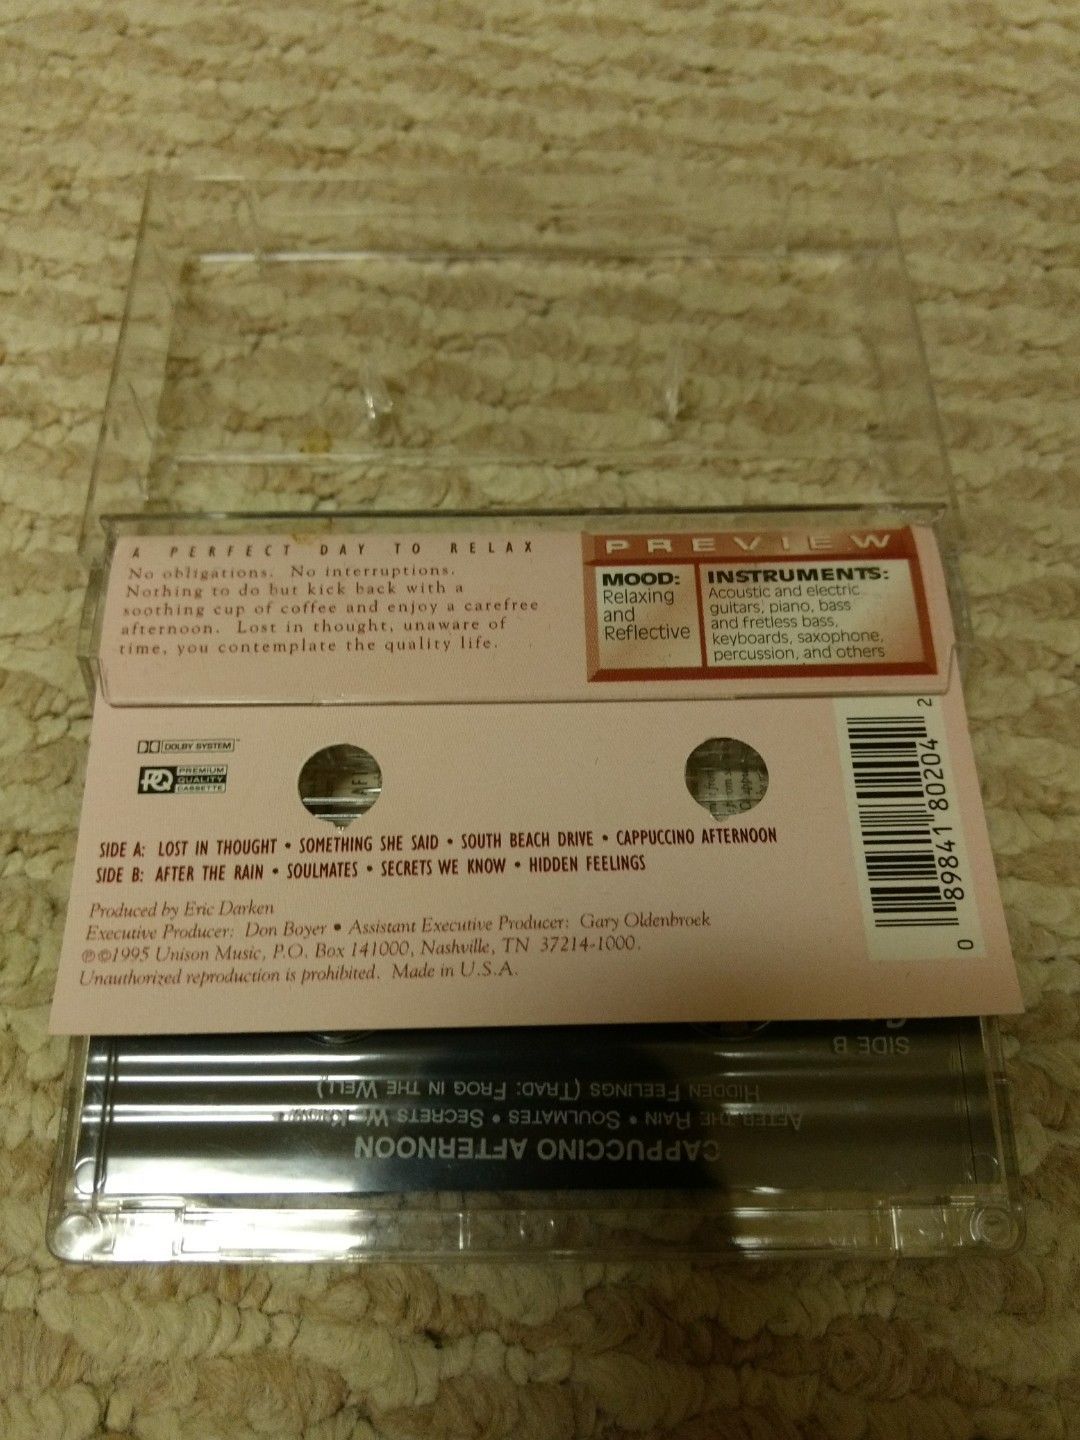 A PERFECT DAY TO RELAX
No obligations. No interruptions.
Nothing to do but kick back with a
soothing cup of coffee and enjoy a carefree
afternoon. Lost in thought, unaware of
time, you contemplate the quality life.
PREVIEW
MOOD:
Relaxing
and
Reflective
INSTRUMENTS:
Acoustic and electric
guitars, piano, bass
and fretless bass,
keyboards, saxophone,
percussion, and others
DOLBY SYSTEM™
PQ PREMIUM
QUALITY
CASSETTE
SIDE A: LOST IN THOUGHT • SOMETHING SHE SAID • SOUTH BEACH DRIVE • CAPPUCCINO AFTERNOON
SIDE B: AFTER THE RAIN • SOULMATES • SECRETS WE KNOW • HIDDEN FEELINGS
Produced by Eric Darken
Executive Producer: Don Boyer • Assistant Executive Producer: Gary Oldenbroek
℗©1995 Unison Music, P.O. Box 141000, Nashville, TN 37214-1000.
Unauthorized reproduction is prohibited. Made in U.S.A.
0 89841 80204 2
CAPPUCCINO AFTERNOON
AFTER THE RAIN • SOULMATES • SECRETS WE KNOW •
HIDDEN FEELINGS (TRAD: FROG IN THE WELL)
SIDE B